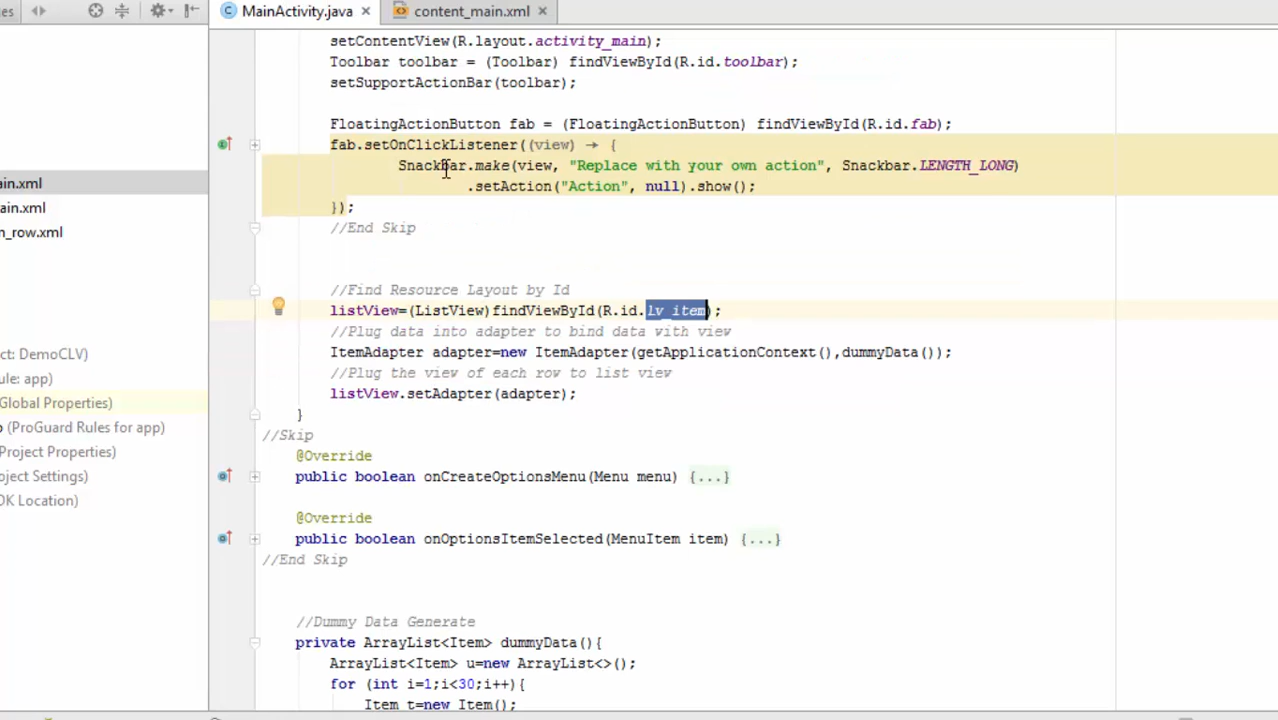 es
MainActivity.java
content_main.xml
setContentView(R.layout.activity_main);
Toolbar toolbar = (Toolbar) findViewById(R.id.toolbar);
setSupportActionBar(toolbar);
FloatingActionButton fab = (FloatingActionButton) findViewById(R.id.fab);
fab.setOnClickListener((view) → {
Snackbar.make(view, "Replace with your own action", Snackbar.LENGTH_LONG)
.setAction("Action", null).show();
});
//End Skip
//Find Resource Layout by Id
listView=(ListView)findViewById(R.id.lv_item);
//Plug data into adapter to bind data with view
ItemAdapter adapter=new ItemAdapter(getApplicationContext(),dummyData());
//Plug the view of each row to list view
listView.setAdapter(adapter);
}
//Skip
@Override
public boolean onCreateOptionsMenu(Menu menu) {...}
@Override
public boolean onOptionsItemSelected(MenuItem item) {...}
//End Skip
//Dummy Data Generate
private ArrayList<Item> dummyData(){
ArrayList<Item> u=new ArrayList<>();
for (int i=1;i<30;i++){
Item t=new Item();
ain.xml
ain.xml
m_row.xml
ct: DemoCLV)
ule: app)
Global Properties)
o (ProGuard Rules for app)
Project Properties)
ject Settings)
DK Location)